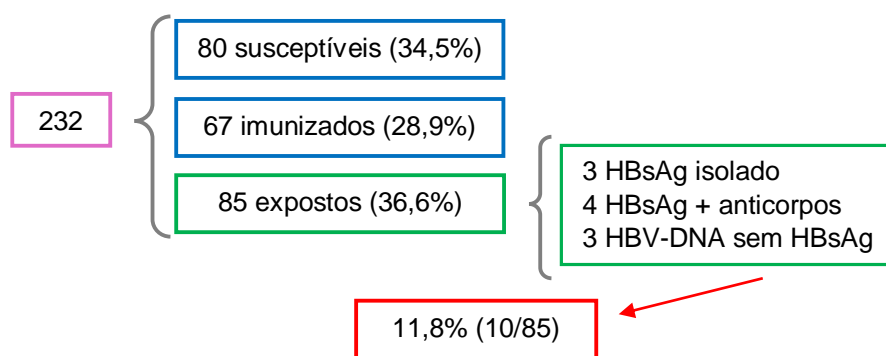 232
80 susceptíveis (34,5%)
67 imunizados (28,9%)
85 expostos (36,6%)
3 HBsAg isolado
4 HBsAg + anticorpos
3 HBV-DNA sem HBsAg
11,8% (10/85)